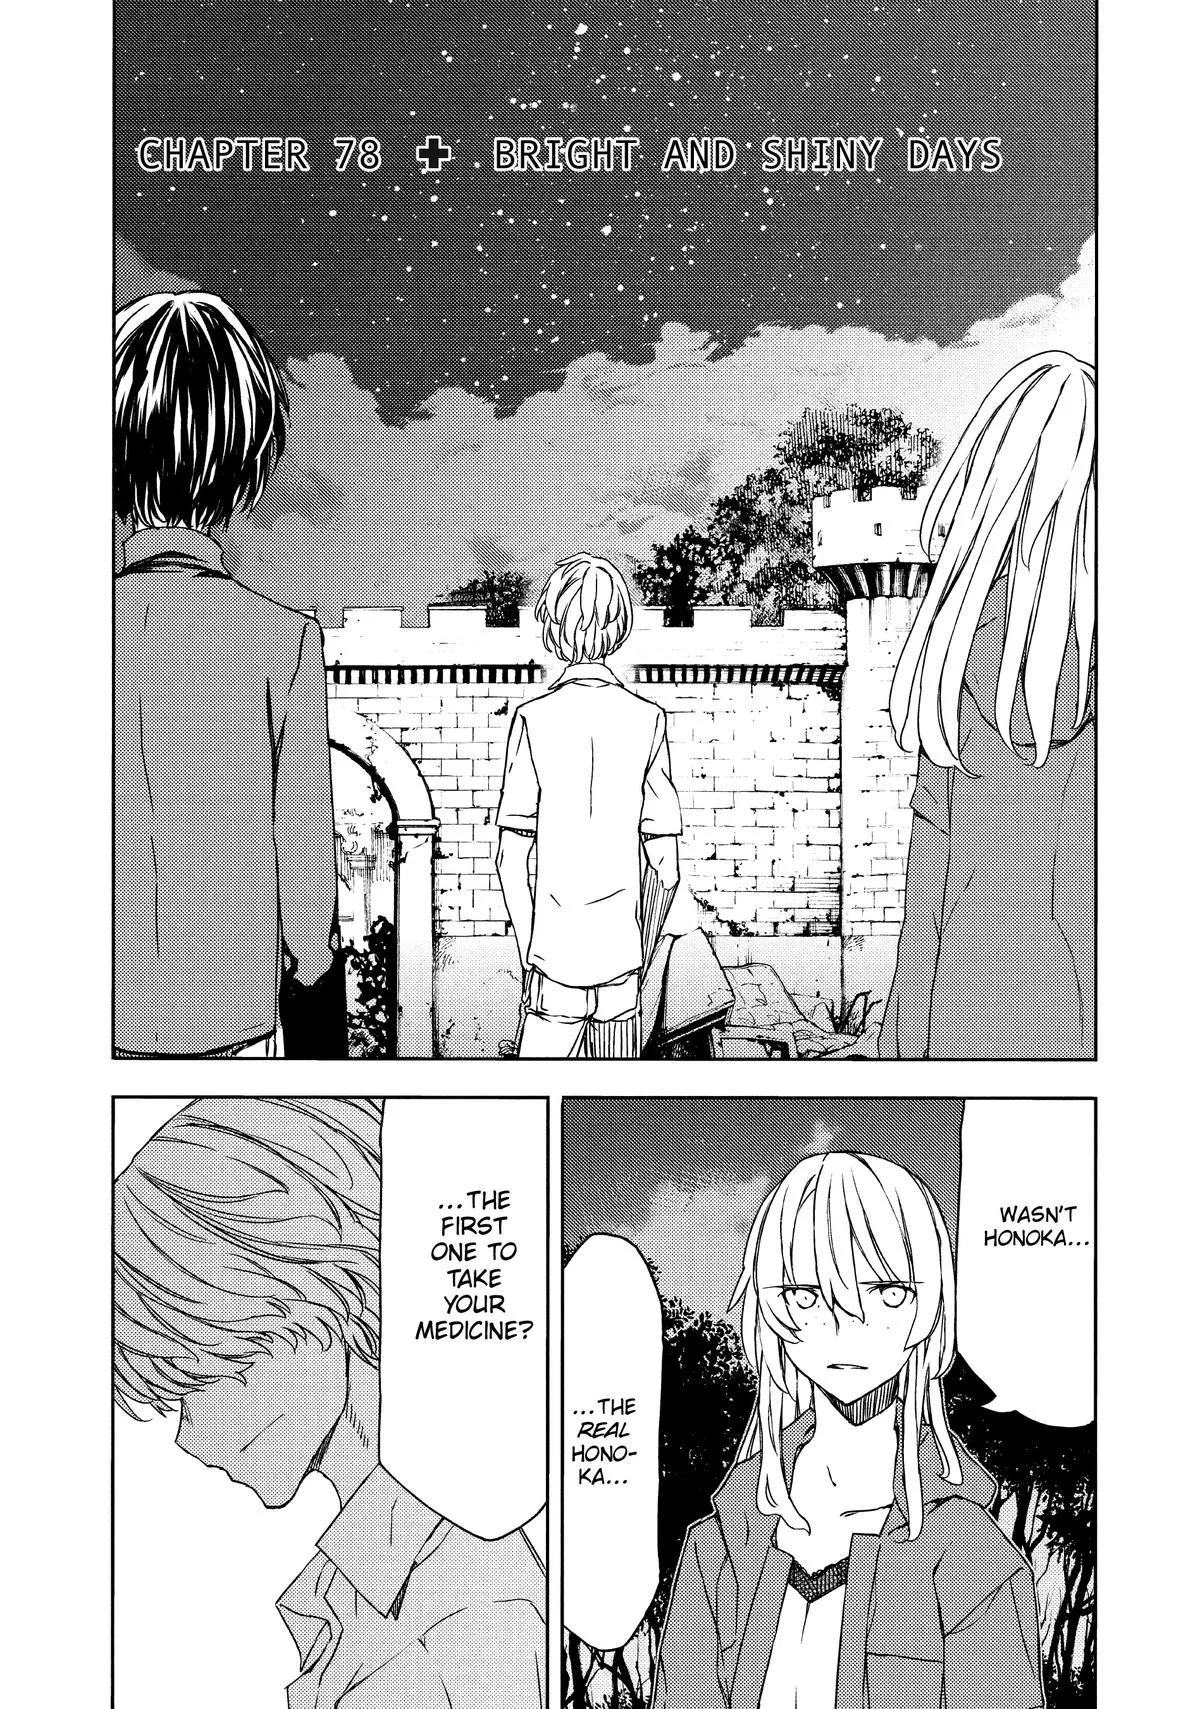 CHAPTER 78 ✚ BRIGHT AND SHINY DAYS
WASN'T
HONOKA...
...THE
REAL
HONO-
KA...
...THE
FIRST
ONE TO
TAKE
YOUR
MEDICINE?